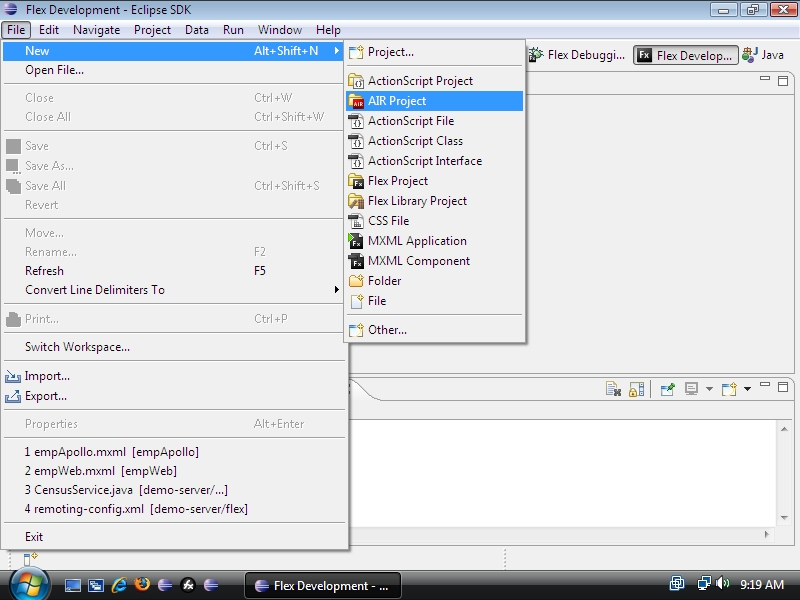 Flex Development - Eclipse SDK
File Edit Navigate Project Data Run Window Help
New Alt+Shift+N
Open File...
Close Ctrl+W
Close All Ctrl+Shift+W
Save Ctrl+S
Save As...
Save All Ctrl+Shift+S
Revert
Move...
Rename... F2
Refresh F5
Convert Line Delimiters To
Print... Ctrl+P
Switch Workspace...
Import...
Export...
Properties Alt+Enter
1 empApollo.mxml [empApollo]
2 empWeb.mxml [empWeb]
3 CensusService.java [demo-server/...]
4 remoting-config.xml [demo-server/flex]
Exit
Project...
ActionScript Project
AIR Project
ActionScript File
ActionScript Class
ActionScript Interface
Flex Project
Flex Library Project
CSS File
MXML Application
MXML Component
Folder
File
Other...
Flex Debuggi... Flex Develop... Java
Flex Development - ...
9:19 AM